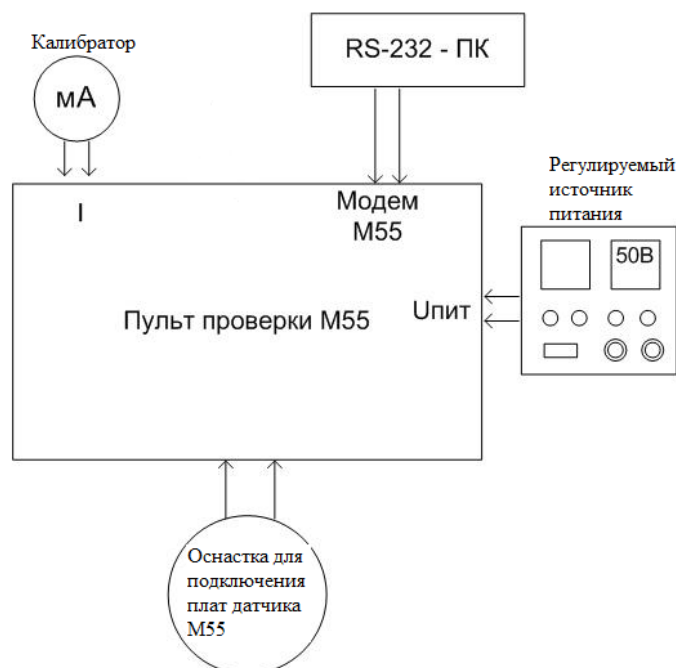 Калибратор
мА
RS-232 - ПК
I
Модем
М55
Регулируемый
источник
питания
50В
Uпит
Пульт проверки М55
Оснастка для
подключения
плат датчика
М55